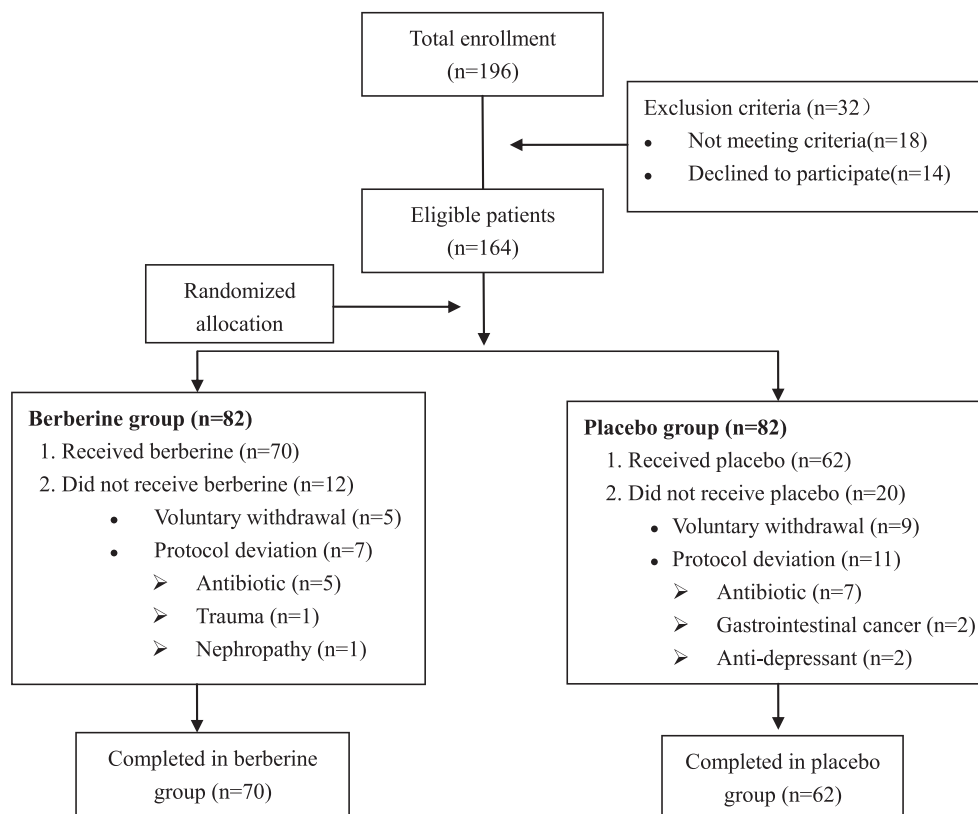 Total enrollment
(n=196)
Exclusion criteria (n=32）
• Not meeting criteria(n=18)
• Declined to participate(n=14)
Eligible patients
(n=164)
Randomized
allocation
Berberine group (n=82)
1. Received berberine (n=70)
2. Did not receive berberine (n=12)
• Voluntary withdrawal (n=5)
• Protocol deviation (n=7)
➢ Antibiotic (n=5)
➢ Trauma (n=1)
➢ Nephropathy (n=1)
Placebo group (n=82)
1. Received placebo (n=62)
2. Did not receive placebo (n=20)
• Voluntary withdrawal (n=9)
• Protocol deviation (n=11)
➢ Antibiotic (n=7)
➢ Gastrointestinal cancer (n=2)
➢ Anti-depressant (n=2)
Completed in berberine
group (n=70)
Completed in placebo
group (n=62)